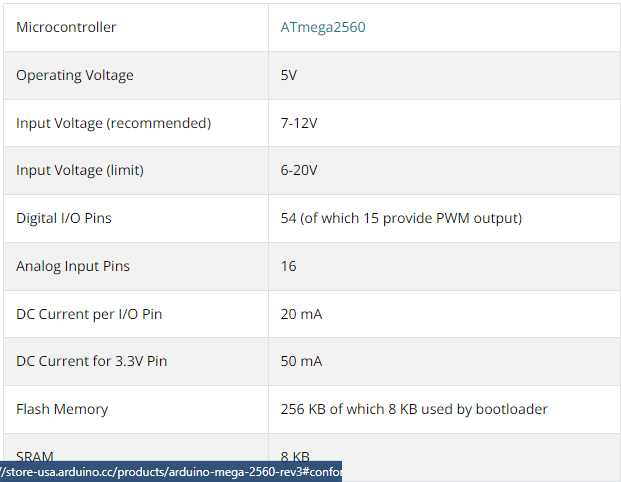 Microcontroller ATmega2560
Operating Voltage 5V
Input Voltage (recommended) 7-12V
Input Voltage (limit) 6-20V
Digital I/O Pins 54 (of which 15 provide PWM output)
Analog Input Pins 16
DC Current per I/O Pin 20 mA
DC Current for 3.3V Pin 50 mA
Flash Memory 256 KB of which 8 KB used by bootloader
SRAM 8 KB
//store-usa.arduino.cc/products/arduino-mega-2560-rev3#confor